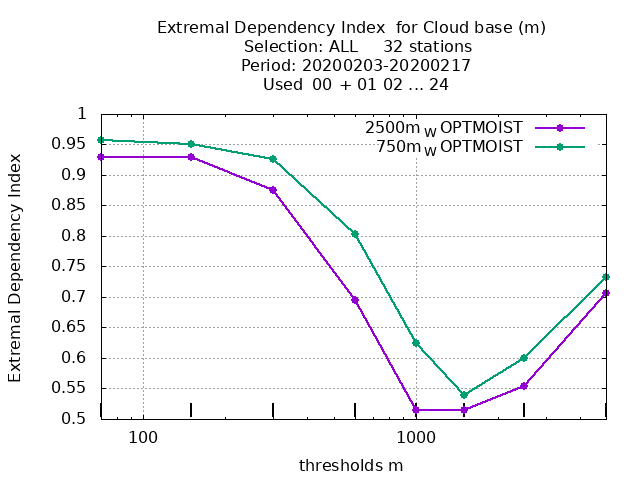 Extremal Dependency Index  for Cloud base (m)
Selection: ALL     32 stations
Period: 20200203-20200217
Used  00 + 01 02 ... 24
2500m_W OPTMOIST
750m_W OPTMOIST
1
0.95
0.9
0.85
0.8
0.75
0.7
0.65
0.6
0.55
0.5
Extremal Dependency Index
100
1000
thresholds m